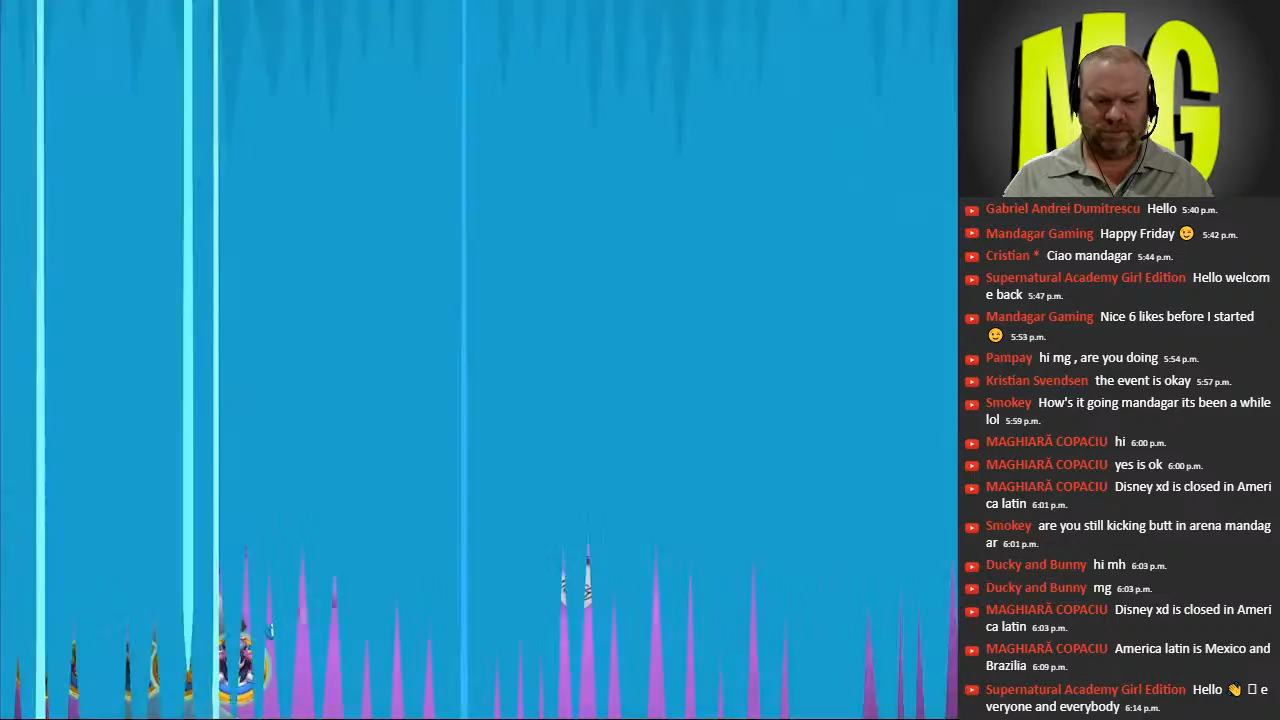 MG
Gabriel Andrei Dumitrescu Hello 5:40 p.m.
Mandagar Gaming Happy Friday 😉 5:42 p.m.
Cristian * Ciao mandagar 5:44 p.m.
Supernatural Academy Girl Edition Hello welcom
e back 5:47 p.m.
Mandagar Gaming Nice 6 likes before I started
😉 5:53 p.m.
Pampay hi mg , are you doing 5:54 p.m.
Kristian Svendsen the event is okay 5:57 p.m.
Smokey How's it going mandagar its been a while
lol 5:59 p.m.
MAGHIARĂ COPACIU hi 6:00 p.m.
MAGHIARĂ COPACIU yes is ok 6:00 p.m.
MAGHIARĂ COPACIU Disney xd is closed in Ameri
ca latin 6:01 p.m.
Smokey are you still kicking butt in arena mandag
ar 6:01 p.m.
Ducky and Bunny hi mh 6:03 p.m.
Ducky and Bunny mg 6:03 p.m.
MAGHIARĂ COPACIU Disney xd is closed in Ameri
ca latin 6:03 p.m.
MAGHIARĂ COPACIU America latin is Mexico and
Brazilia 6:09 p.m.
Supernatural Academy Girl Edition Hello 👋 □ e
veryone and everybody 6:14 p.m.